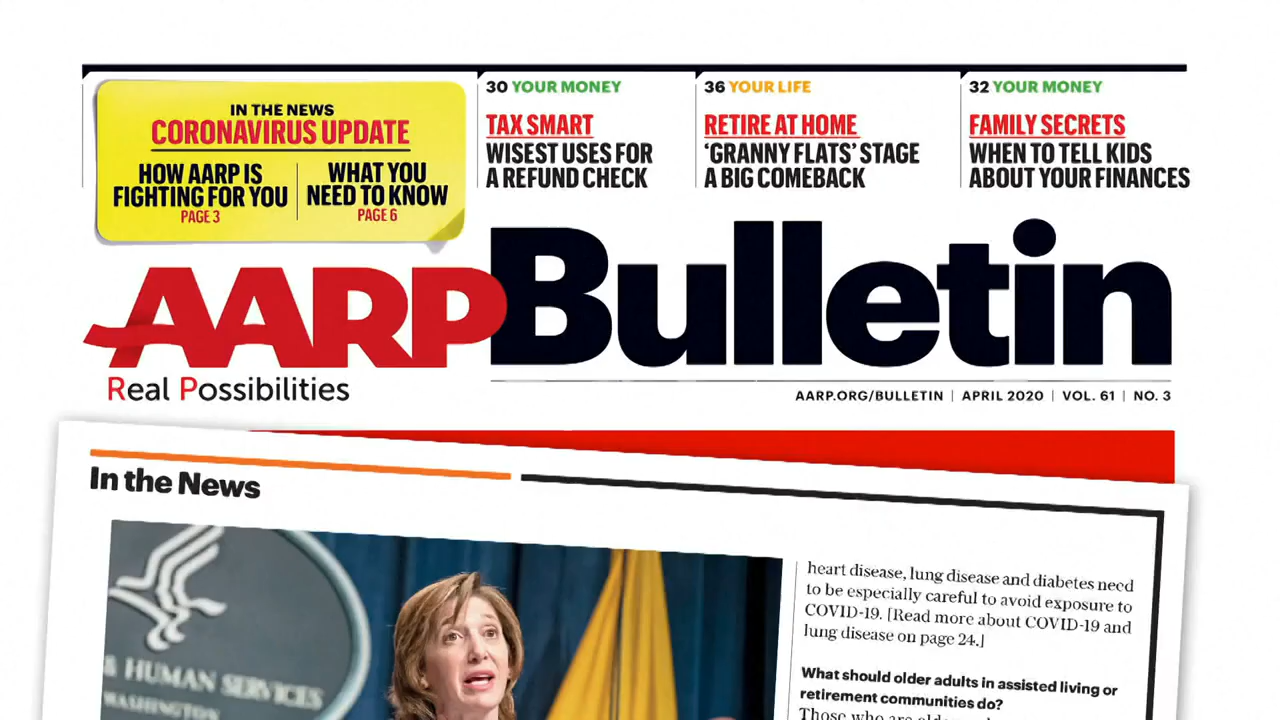 IN THE NEWS
CORONAVIRUS UPDATE
HOW AARP IS
FIGHTING FOR YOU
PAGE 3
WHAT YOU
NEED TO KNOW
PAGE 6
30 YOUR MONEY
TAX SMART
WISEST USES FOR
A REFUND CHECK
36 YOUR LIFE
RETIRE AT HOME
‘GRANNY FLATS’ STAGE
A BIG COMEBACK
32 YOUR MONEY
FAMILY SECRETS
WHEN TO TELL KIDS
ABOUT YOUR FINANCES
AARP Bulletin
Real Possibilities
AARP.ORG/BULLETIN | APRIL 2020 | VOL. 61 | NO. 3
In the News
& HUMAN SERVICES
WASHINGTON
heart disease, lung disease and diabetes need
to be especially careful to avoid exposure to
COVID-19. [Read more about COVID-19 and
lung disease on page 24.]
What should older adults in assisted living or
retirement communities do?
Those who are